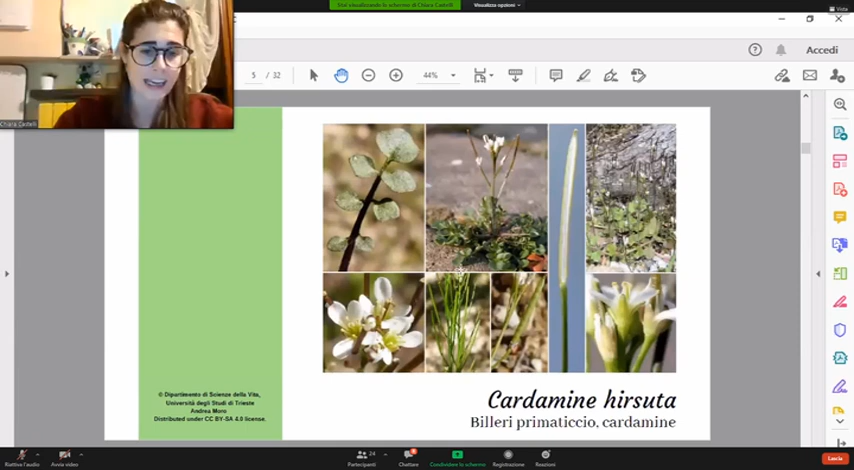 Stai visualizzando lo schermo di Chiara Castelli
Visualizza opzioni
Vista
Accedi
5 / 32
44%
Chiara Castelli
© Dipartimento di Scienze della Vita,
Università degli Studi di Trieste
Andrea Moro
Distributed under CC BY-SA 4.0 license.
Cardamine hirsuta
Billeri primaticcio, cardamine
Riattiva l'audio
Avvia video
24
Partecipanti
Chattare
Condividere lo schermo
Registrazione
Reazioni
Lascia